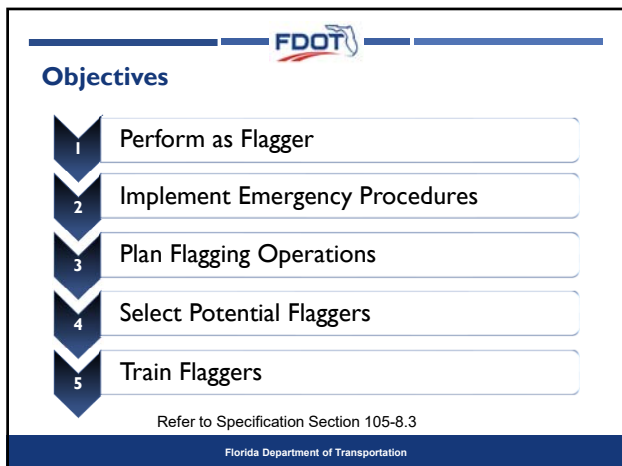 FDOT
Objectives
1 Perform as Flagger
2 Implement Emergency Procedures
3 Plan Flagging Operations
4 Select Potential Flaggers
5 Train Flaggers
Refer to Specification Section 105-8.3
Florida Department of Transportation